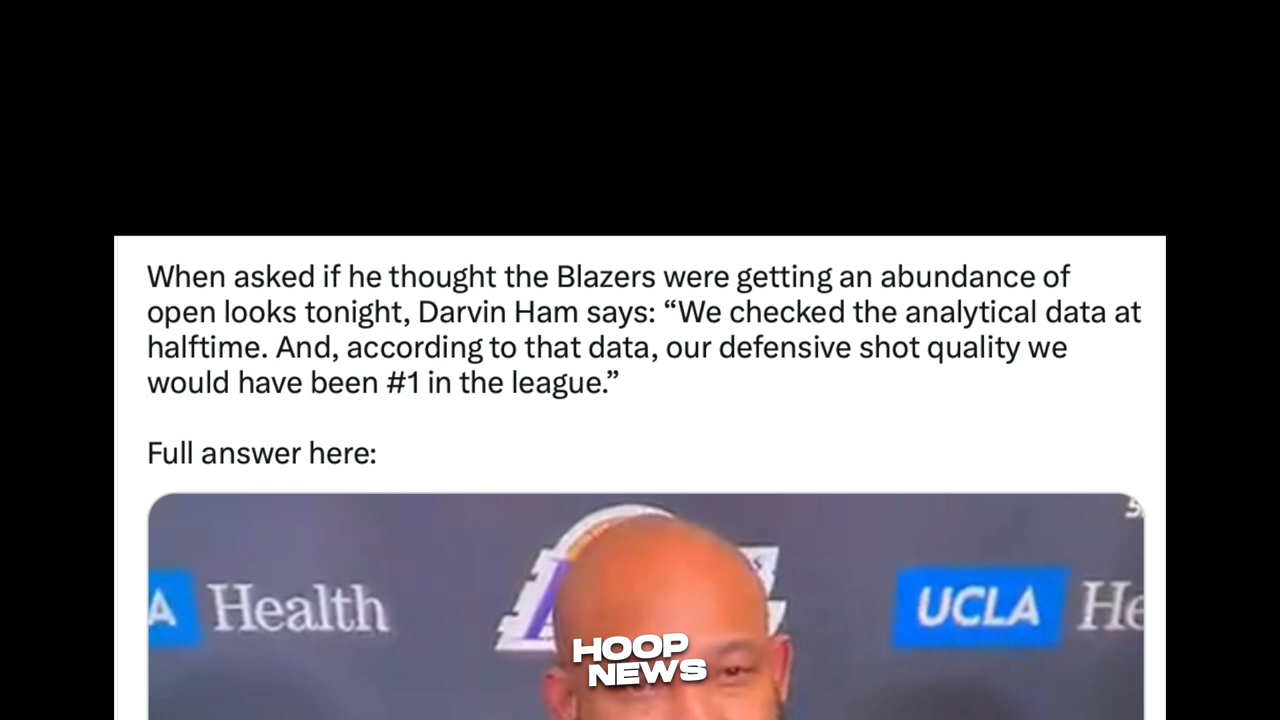 When asked if he thought the Blazers were getting an abundance of
open looks tonight, Darvin Ham says: “We checked the analytical data at
halftime. And, according to that data, our defensive shot quality we
would have been #1 in the league.”
Full answer here:
Health
UCLA
HOOP
NEWS